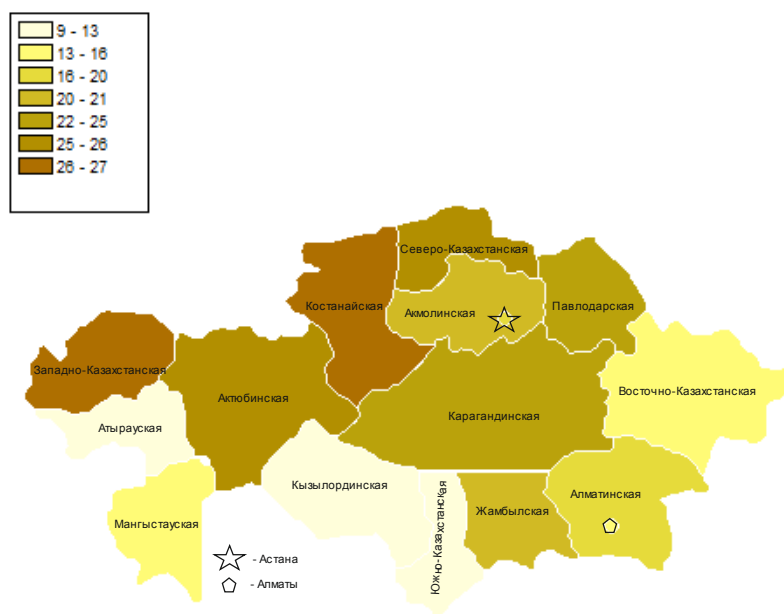 9 - 13
13 - 16
16 - 20
20 - 21
22 - 25
25 - 26
26 - 27
Северо-Казахстанская
Костанайская
Акмолинская
Павлодарская
Западно-Казахстанская
Актюбинская
Восточно-Казахстанская
Карагандинская
Атырауская
Кызылординская
Южно-Казахстанская
Жамбылская
Алматинская
Мангыстауская
- Астана
- Алматы